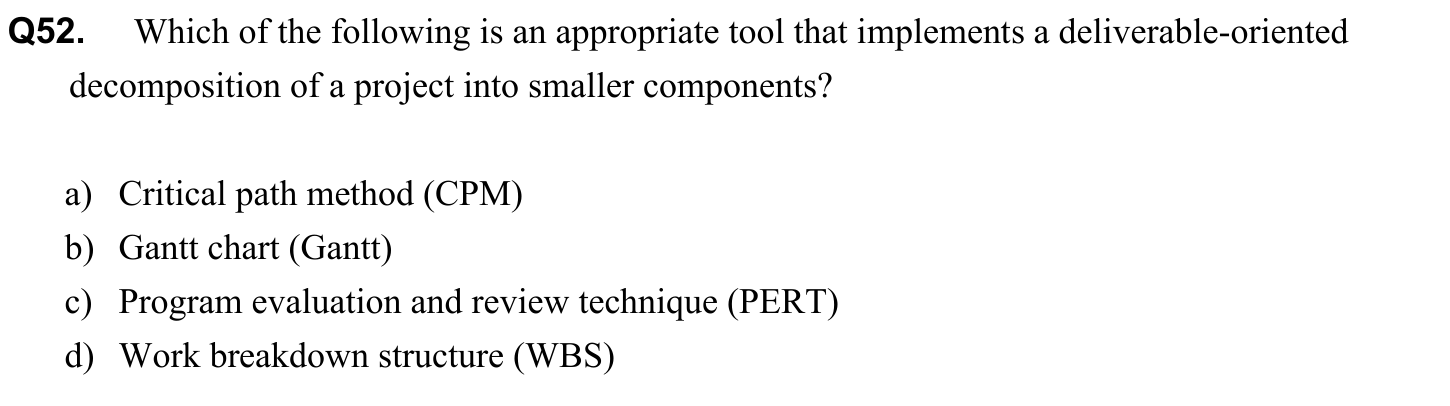 Q52. Which of the following is an appropriate tool that implements a deliverable-oriented
decomposition of a project into smaller components?
a) Critical path method (CPM)
b) Gantt chart (Gantt)
c) Program evaluation and review technique (PERT)
d) Work breakdown structure (WBS)